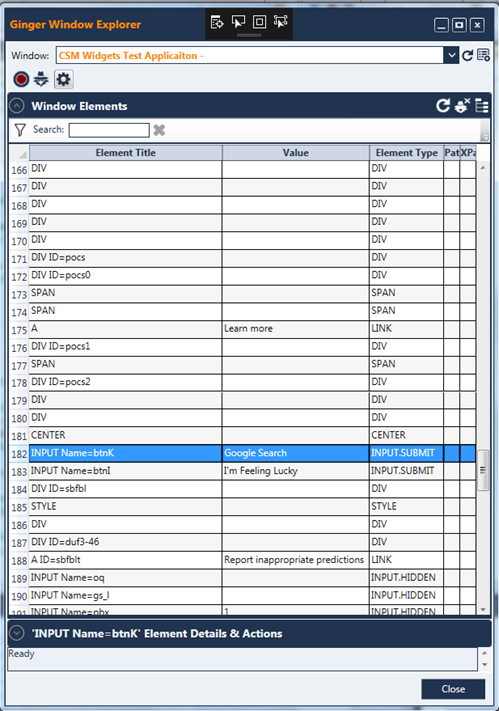 Ginger Window Explorer
Window: CSM Widgets Test Applicaiton -
Window Elements
Search:
Element Title Value Element Type Pat XPa
166 DIV DIV
167 DIV DIV
168 DIV DIV
169 DIV DIV
170 DIV DIV
171 DIV ID=pocs DIV
172 DIV ID=pocs0 DIV
173 SPAN SPAN
174 SPAN SPAN
175 A Learn more LINK
176 DIV ID=pocs1 DIV
177 SPAN SPAN
178 DIV ID=pocs2 DIV
179 DIV DIV
180 DIV DIV
181 CENTER CENTER
182 INPUT Name=btnK Google Search INPUT.SUBMIT
183 INPUT Name=btnI I'm Feeling Lucky INPUT.SUBMIT
184 DIV ID=sbfbl DIV
185 STYLE STYLE
186 DIV DIV
187 DIV ID=duf3-46 DIV
188 A ID=sbfblt Report inappropriate predictions LINK
189 INPUT Name=oq INPUT.HIDDEN
190 INPUT Name=gs_l INPUT.HIDDEN
191 INPUT Name=pbx 1 INPUT.HIDDEN
'INPUT Name=btnK' Element Details & Actions
Ready
Close